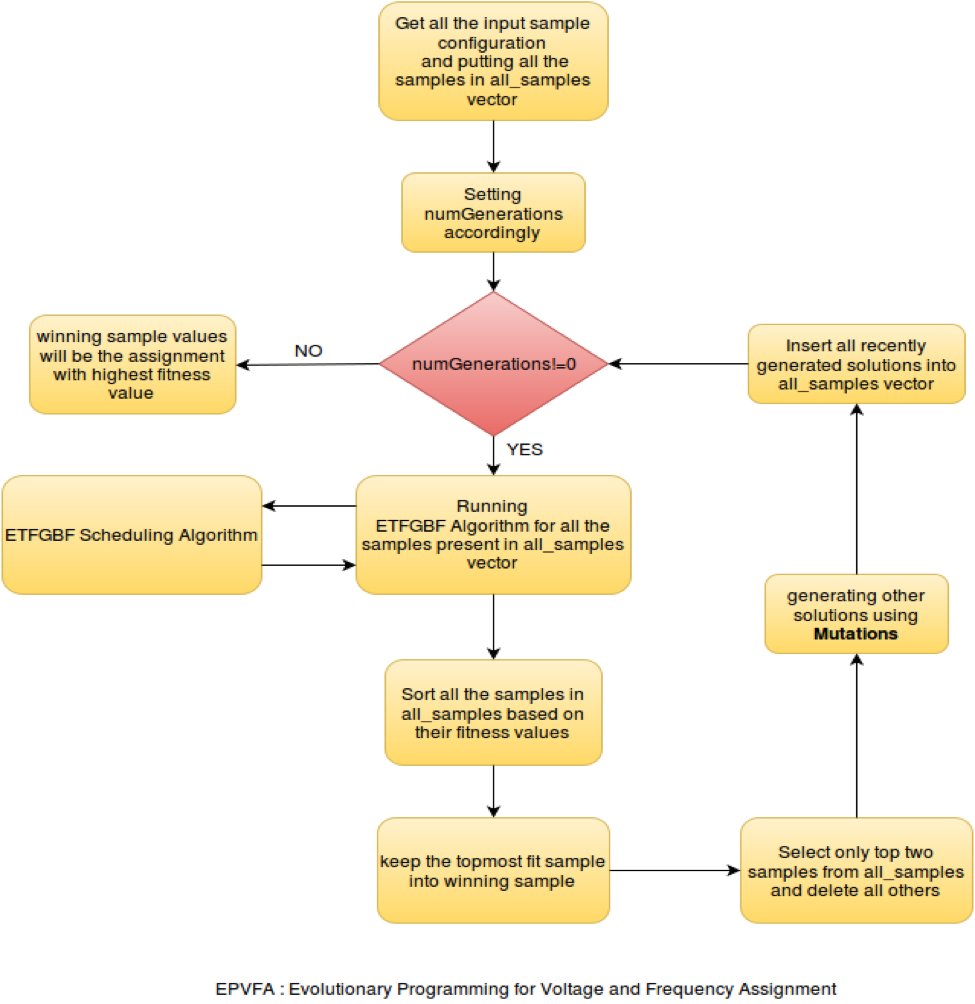 Get all the input sample
configuration
and putting all the
samples in all_samples
vector
Setting
numGenerations
accordingly
numGenerations!=0
NO
winning sample values
will be the assignment
with highest fitness
value
YES
Running
ETFGBF Algorithm for all the
samples present in all_samples
vector
ETFGBF Scheduling Algorithm
Sort all the samples in
all_samples based on
their fitness values
keep the topmost fit sample
into winning sample
Select only top two
samples from all_samples
and delete all others
generating other
solutions using
Mutations
Insert all recently
generated solutions into
all_samples vector
EPVFA : Evolutionary Programming for Voltage and Frequency Assignment